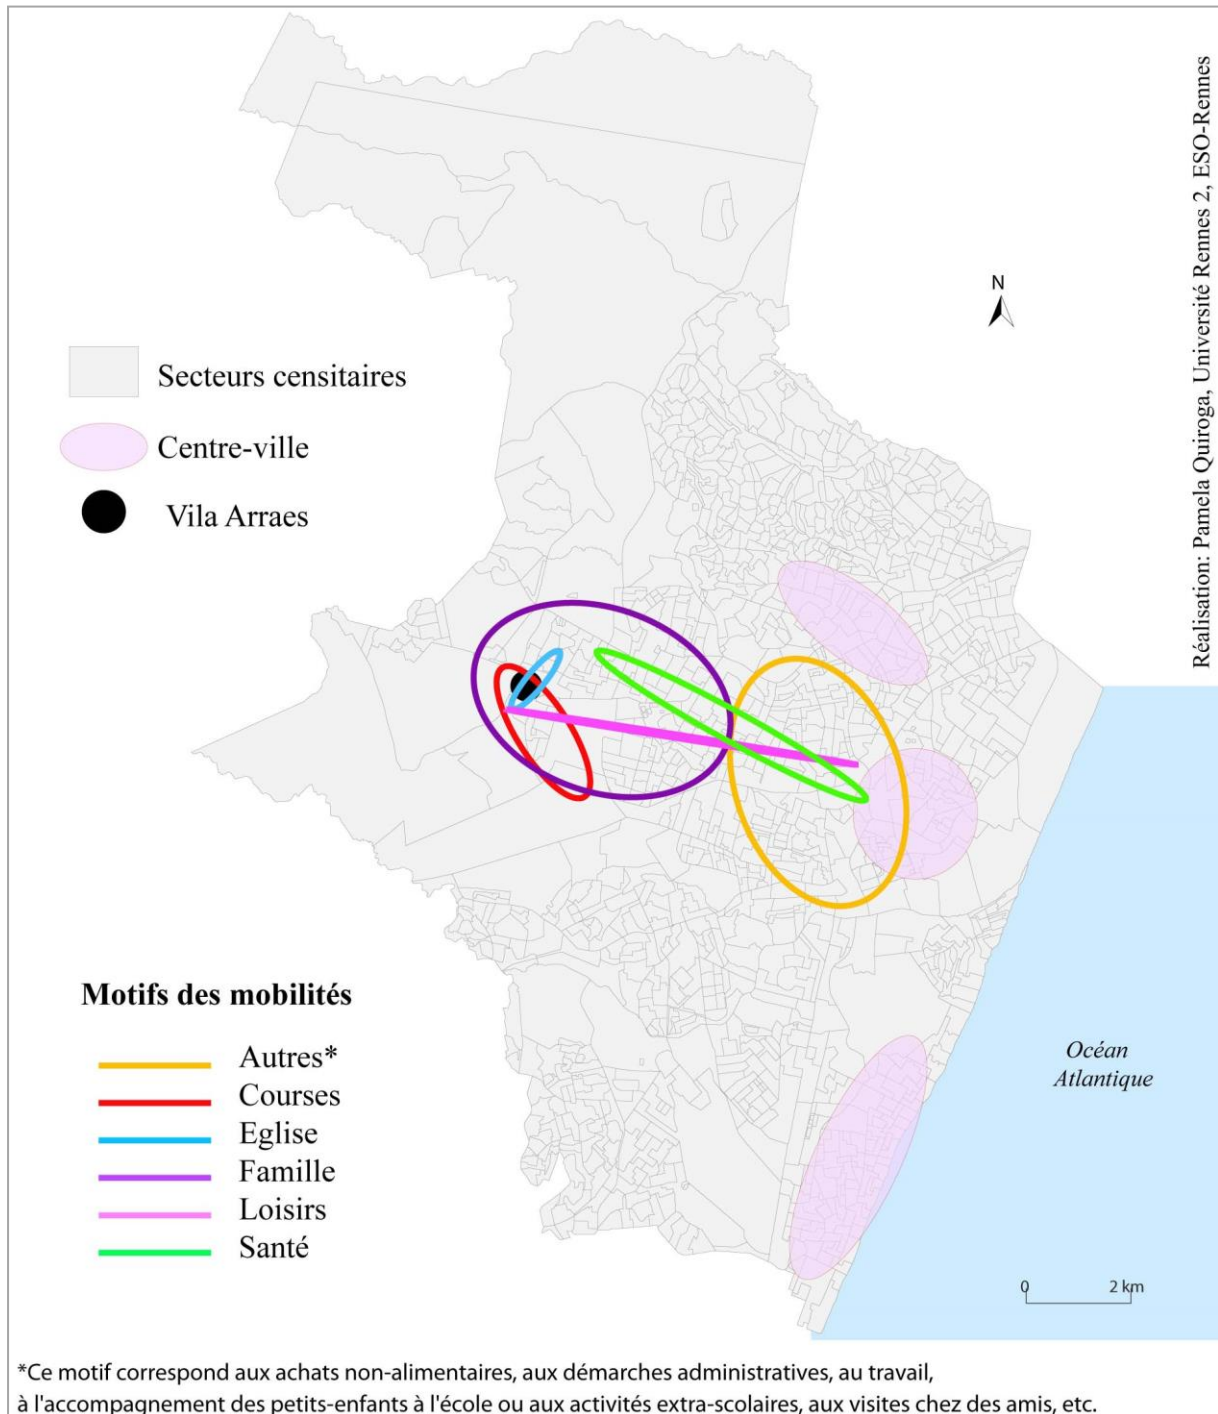 Réalisation: Pamela Quiroga, Université Rennes 2, ESO-Rennes
N
Secteurs censitaires
Centre-ville
Vila Arraes
Motifs des mobilités
Autres*
Courses
Eglise
Famille
Loisirs
Santé
Océan
Atlantique
0 2 km
*Ce motif correspond aux achats non-alimentaires, aux démarches administratives, au travail,
à l'accompagnement des petits-enfants à l'école ou aux activités extra-scolaires, aux visites chez des amis, etc.